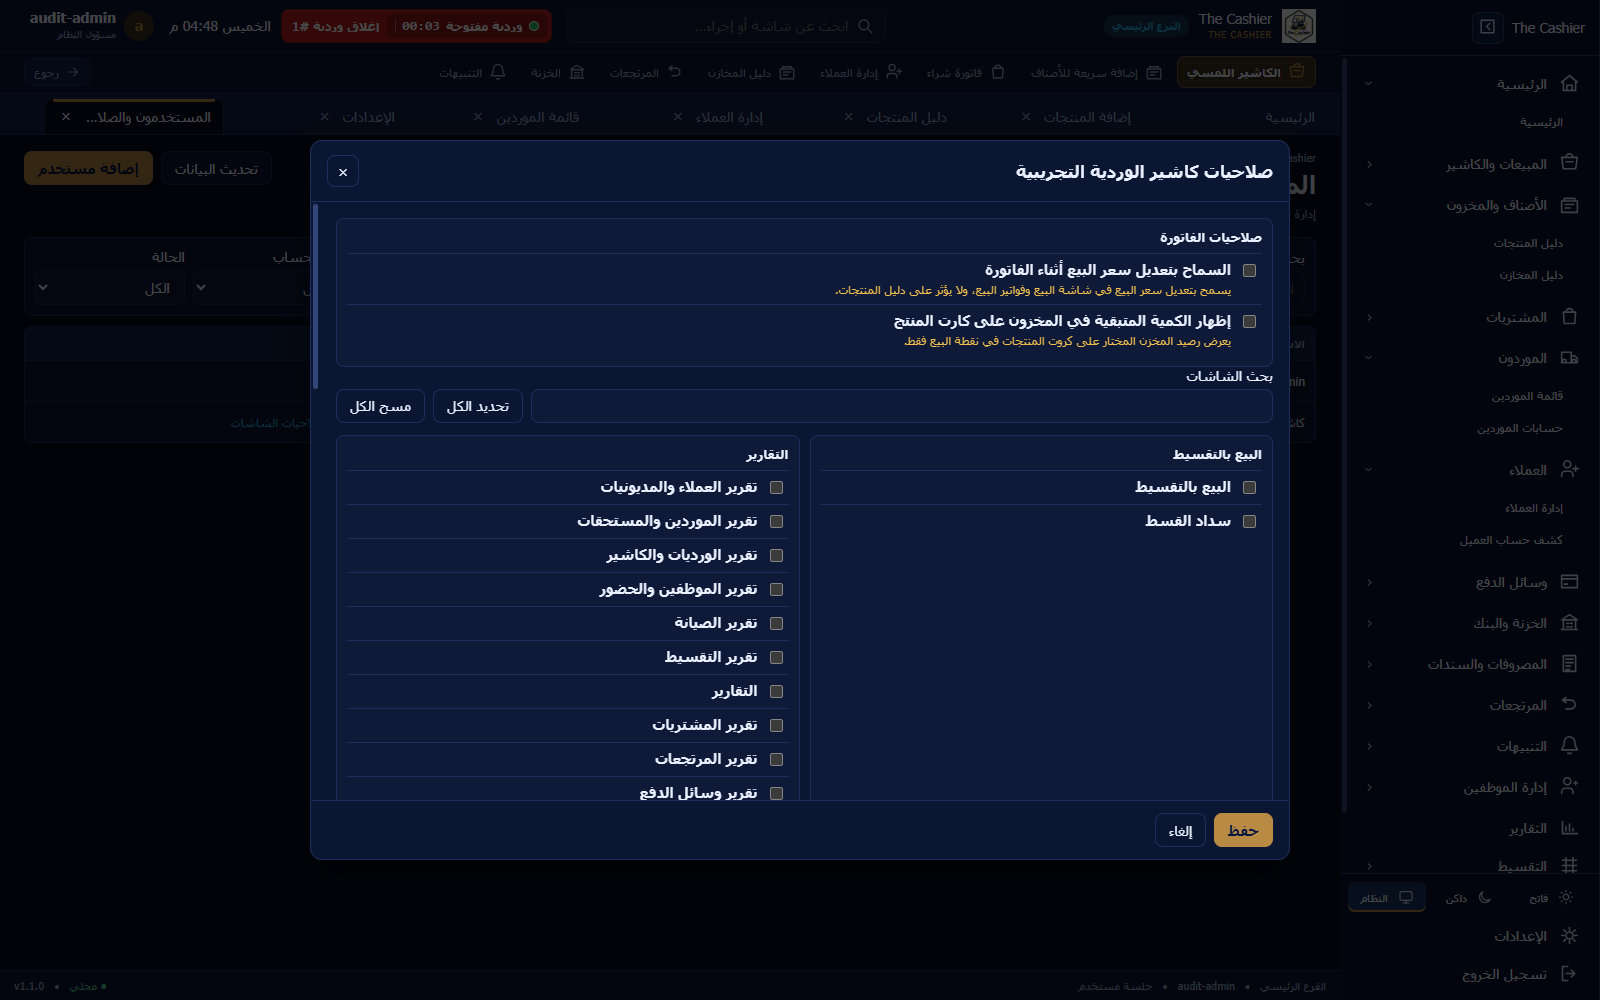 The Cashier
الرئيسية
الرئيسية
المبيعات والكاشير
الأصناف والمخزون
دليل المنتجات
دليل المخازن
المشتريات
الموردون
قائمة الموردين
حسابات الموردين
العملاء
إدارة العملاء
كشف حساب العميل
وسائل الدفع
الخزنة والبنك
المصروفات والسندات
المرتجعات
التنبيهات
إدارة الموظفين
التقارير
التقسيط
فاتح
داكن
النظام
الإعدادات
تسجيل الخروج
The Cashier
THE CASHIER
الفرع الرئيسي
ابحث عن شاشة أو إجراء...
وردية مفتوحة 00:03 | إغلاق وردية #1
الخميس 04:48 م
a
audit-admin
مسؤول النظام
الكاشير اللمسي
إضافة سريعة للأصناف
دليل المخازن
فاتورة شراء
إدارة العملاء
المرتجعات
الخزنة
التنبيهات
رجوع
الرئيسية
إضافة المنتجات ×
دليل المنتجات ×
إدارة العملاء ×
قائمة الموردين ×
الإعدادات ×
المستخدمون والصلا... ×
تحديث البيانات
إضافة مستخدم
إدارة
الحالة
الكل
صلاحيات كاشير الوردية التجريبية
×
صلاحيات الفاتورة
السماح بتعديل سعر البيع أثناء الفاتورة
يسمح بتعديل سعر البيع في شاشة البيع وفواتير البيع، ولا يؤثر على دليل المنتجات.
إظهار الكمية المتبقية في المخزون على كارت المنتج
يعرض رصيد المخزن المختار على كروت المنتجات في نقطة البيع فقط.
بحث الشاشات
تحديد الكل
مسح الكل
البيع بالتقسيط
البيع بالتقسيط
سداد القسط
التقارير
تقرير العملاء والمديونيات
تقرير الموردين والمستحقات
تقرير الورديات والكاشير
تقرير الموظفين والحضور
تقرير الصيانة
تقرير التقسيط
التقارير
تقرير المشتريات
تقرير المرتجعات
تقرير وسائل الدفع
حفظ
إلغاء
الفرع الرئيسي • audit-admin • جلسة مستخدم
محلي • v1.1.0